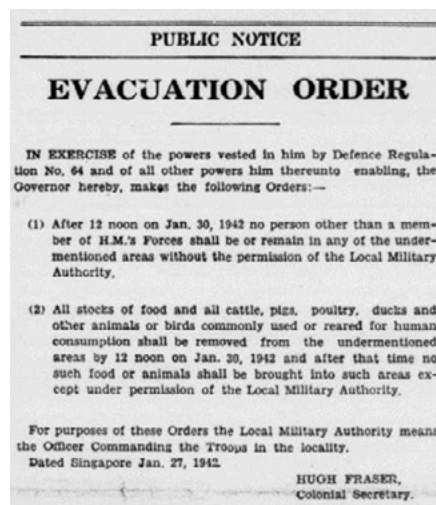 PUBLIC NOTICE
EVACUATION ORDER
IN EXERCISE of the powers vested in him by Defence Regula-
tion No. 64 and of all other powers him thereunto enabling, the
Governor hereby, makes the following Orders:—
(1) After 12 noon on Jan. 30, 1942 no person other than a mem-
ber of H.M.'s Forces shall be or remain in any of the under-
mentioned areas without the permission of the Local Military
Authority.
(2) All stocks of food and all cattle, pigs, poultry, ducks and
other animals or birds commonly used or reared for human
consumption shall be removed from the undermentioned
areas by 12 noon on Jan. 30, 1942 and after that time no
such food or animals shall be brought into such areas ex-
cept under permission of the Local Military Authority.
For purposes of these Orders the Local Military Authority means
the Officer Commanding the Troops in the locality.
Dated Singapore Jan. 27, 1942.
HUGH FRASER,
Colonial Secretary.